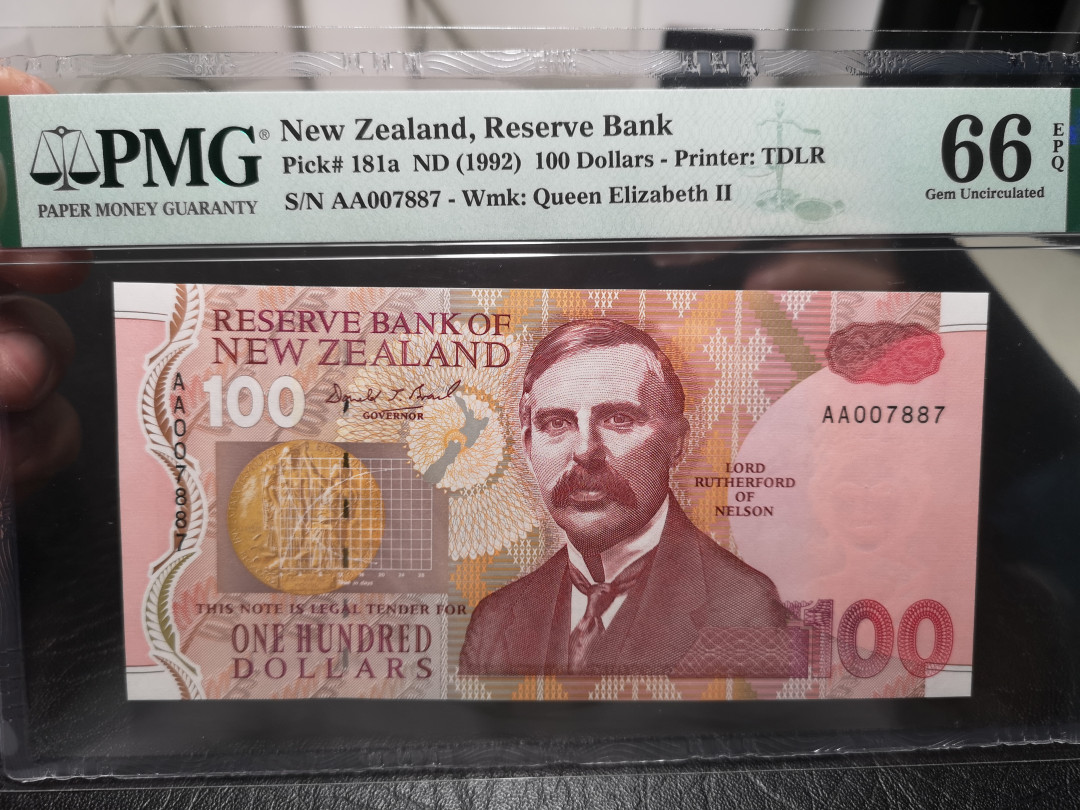 PMG®
PAPER MONEY GUARANTY
New Zealand, Reserve Bank
Pick# 181a ND (1992) 100 Dollars - Printer: TDLR
S/N AA007887 - Wmk: Queen Elizabeth II
66
EPQ
Gem Uncirculated
RESERVE BANK OF
NEW ZEALAND
100
GOVERNOR
AA007887
AA007887
LORD
RUTHERFORD
OF
NELSON
THIS NOTE IS LEGAL TENDER FOR
ONE HUNDRED
DOLLARS
100